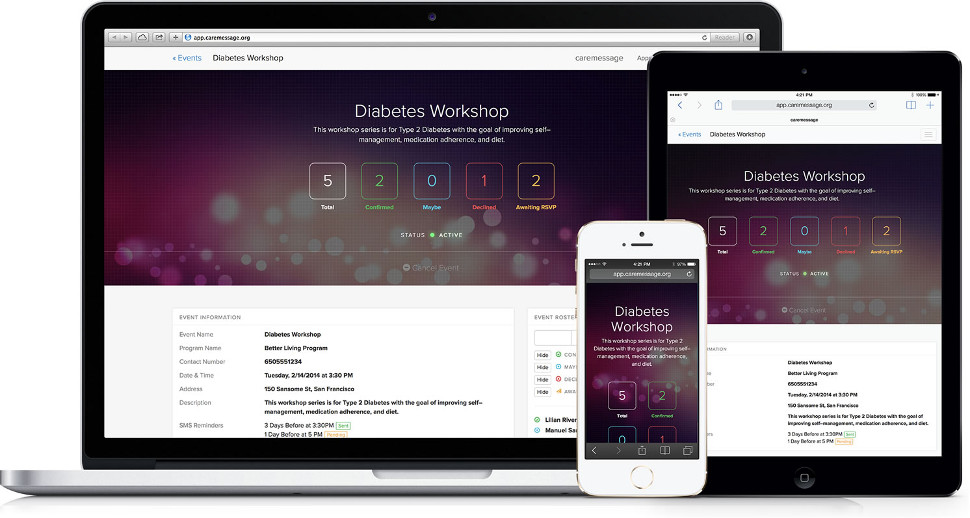 app.caremessage.org
Reader
« Events Diabetes Workshop caremessage
Diabetes Workshop
This workshop series is for Type 2 Diabetes with the goal of improving self–
management, medication adherence, and diet.
5 2 0 1 2
Total Confirmed Maybe Declined Awaiting RSVP
STATUS ACTIVE
Cancel Event
EVENT INFORMATION
Event Name Diabetes Workshop
Program Name Better Living Program
Contact Number 6505551234
Date & Time Tuesday, 2/14/2014 at 3:30 PM
Address 150 Sansome St, San Francisco
Description This workshop series is for Type 2 Diabetes with the goal of improving self–
management, medication adherence, and diet.
SMS Reminders 3 Days Before at 3:30PM Sent
1 Day Before at 5 PM Pending
EVENT ROSTE
Hide CON
Hide MAY
Hide DEC
Hide AWA
Lilian River
Manuel Sa
4:21 PM 97%
app.caremessage.org
Diabetes
Workshop
This workshop series is for Type 2
Diabetes with the goal of improving self–
management, medication adherence,
and diet.
5 2
Total Confirmed
0 1
4:21 PM 100%
app.caremessage.org
caremessage
« Events Diabetes Workshop
Diabetes Workshop
This workshop series is for Type 2 Diabetes with the goal of improving self–
management, medication adherence, and diet.
5 2 0 1 2
Total Confirmed Maybe Declined Awaiting RSVP
STATUS ACTIVE
Cancel Event
RMATION
Diabetes Workshop
Better Living Program
6505551234
Tuesday, 2/14/2014 at 3:30 PM
150 Sansome St, San Francisco
This workshop series is for Type 2 Diabetes with the goal of
improving self–management, medication adherence, and diet.
3 Days Before at 3:30PM Sent
1 Day Before at 5 PM Pending